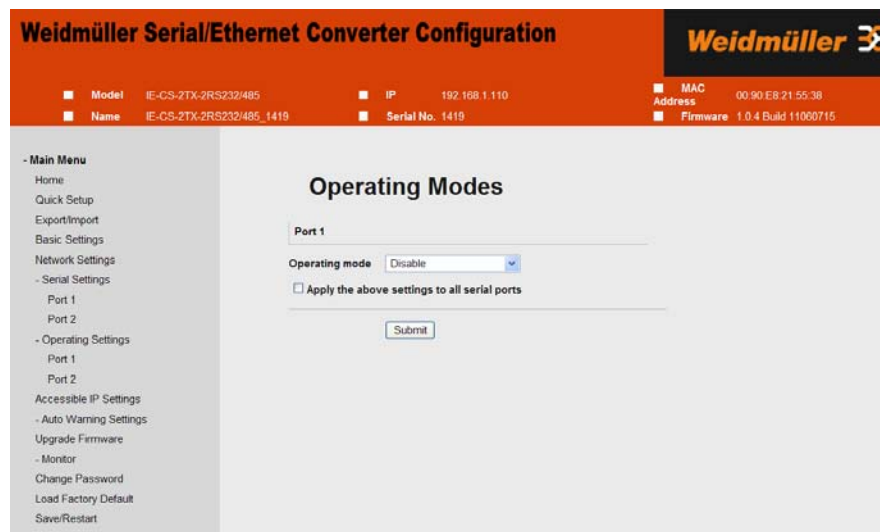 Weidmüller Serial/Ethernet Converter Configuration
Weidmüller
Model IE-CS-2TX-2RS232/485
IP 192.168.1.110
MAC Address 00:90:E8:21:55:38
Name IE-CS-2TX-2RS232/485_1419
Serial No. 1419
Firmware 1.0.4 Build 11060715
- Main Menu
Home
Quick Setup
Export/Import
Basic Settings
Network Settings
- Serial Settings
Port 1
Port 2
- Operating Settings
Port 1
Port 2
Accessible IP Settings
- Auto Warning Settings
Upgrade Firmware
- Monitor
Change Password
Load Factory Default
Save/Restart
Operating Modes
Port 1
Operating mode Disable
Apply the above settings to all serial ports
Submit